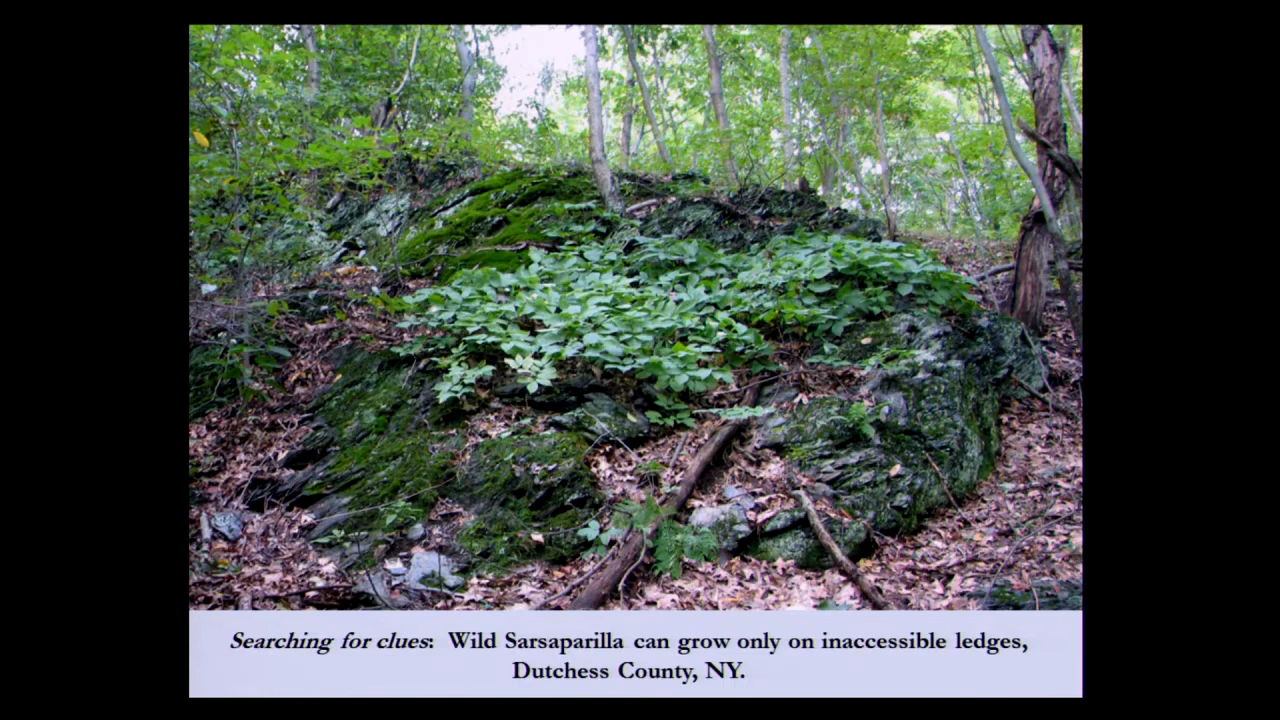 Searching for clues: Wild Sarsaparilla can grow only on inaccessible ledges,
Dutchess County, NY.